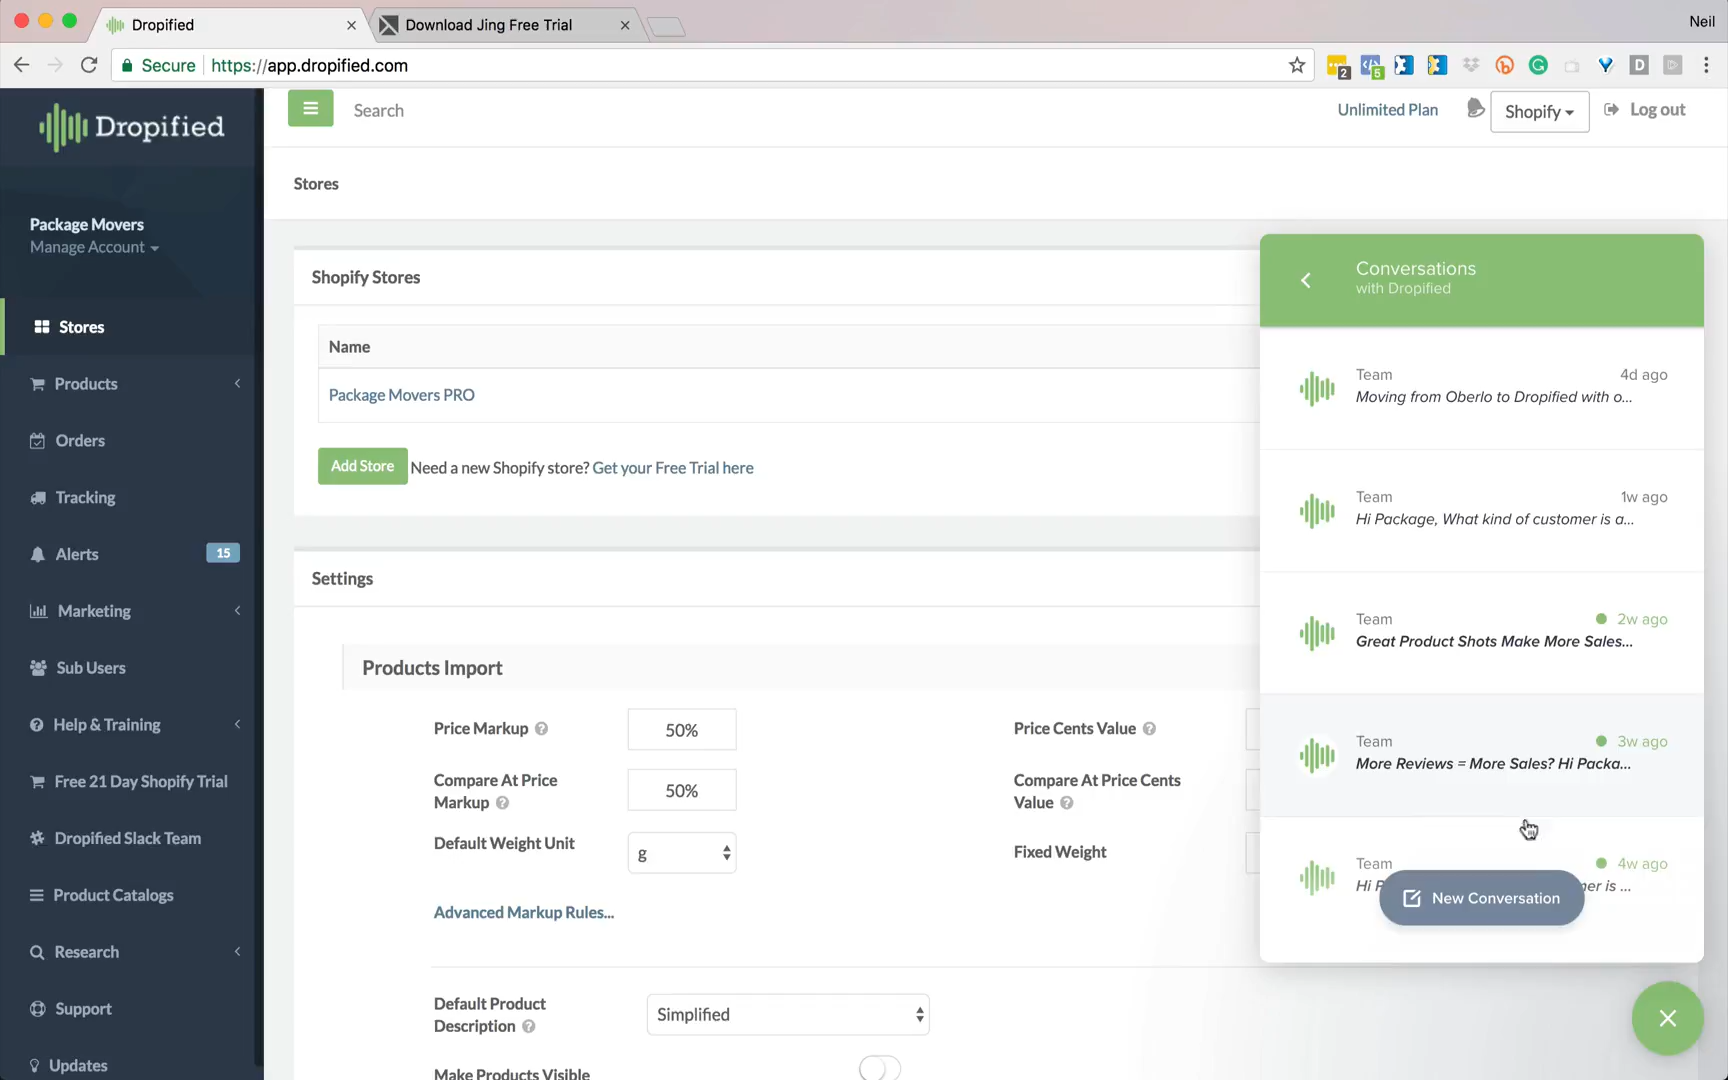 Dropified
Download Jing Free Trial
Neil
Secure
https://app.dropified.com
2
5
D
Dropified
Search
Unlimited Plan
Shopify
Log out
Stores
Package Movers
Manage Account
Stores
Products
Orders
Tracking
Alerts
15
Marketing
Sub Users
Help & Training
Free 21 Day Shopify Trial
Dropified Slack Team
Product Catalogs
Research
Support
Updates
Shopify Stores
Name
Package Movers PRO
Add Store
Need a new Shopify store? Get your Free Trial here
Settings
Products Import
Price Markup
50%
Price Cents Value
Compare At Price
Markup
50%
Compare At Price Cents
Value
Default Weight Unit
g
Fixed Weight
Advanced Markup Rules...
Default Product
Description
Simplified
Make Products Visible
Conversations
with Dropified
Team
4d ago
Moving from Oberlo to Dropified with o...
Team
1w ago
Hi Package, What kind of customer is a...
Team
2w ago
Great Product Shots Make More Sales...
Team
3w ago
More Reviews = More Sales? Hi Packa...
Team
4w ago
Hi
is ...
New Conversation